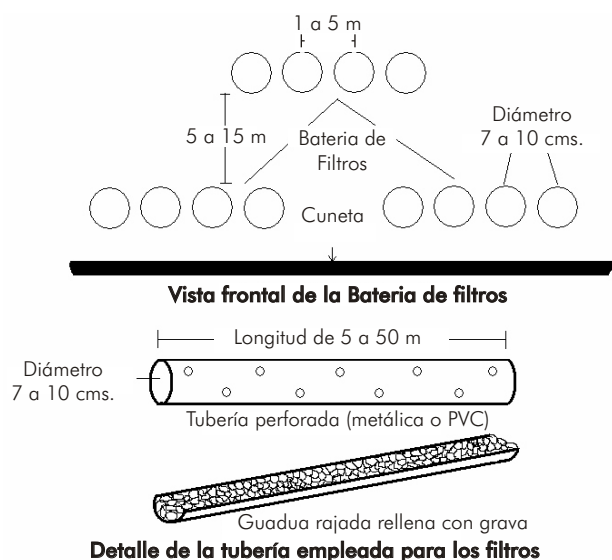 1 a 5 m
5 a 15 m
Bateria de
Filtros
Diámetro
7 a 10 cms.
Cuneta
Vista frontal de la Bateria de filtros
Longitud de 5 a 50 m
Diámetro
7 a 10 cms.
Tubería perforada (metálica o PVC)
Guadua rajada rellena con grava
Detalle de la tubería empleada para los filtros